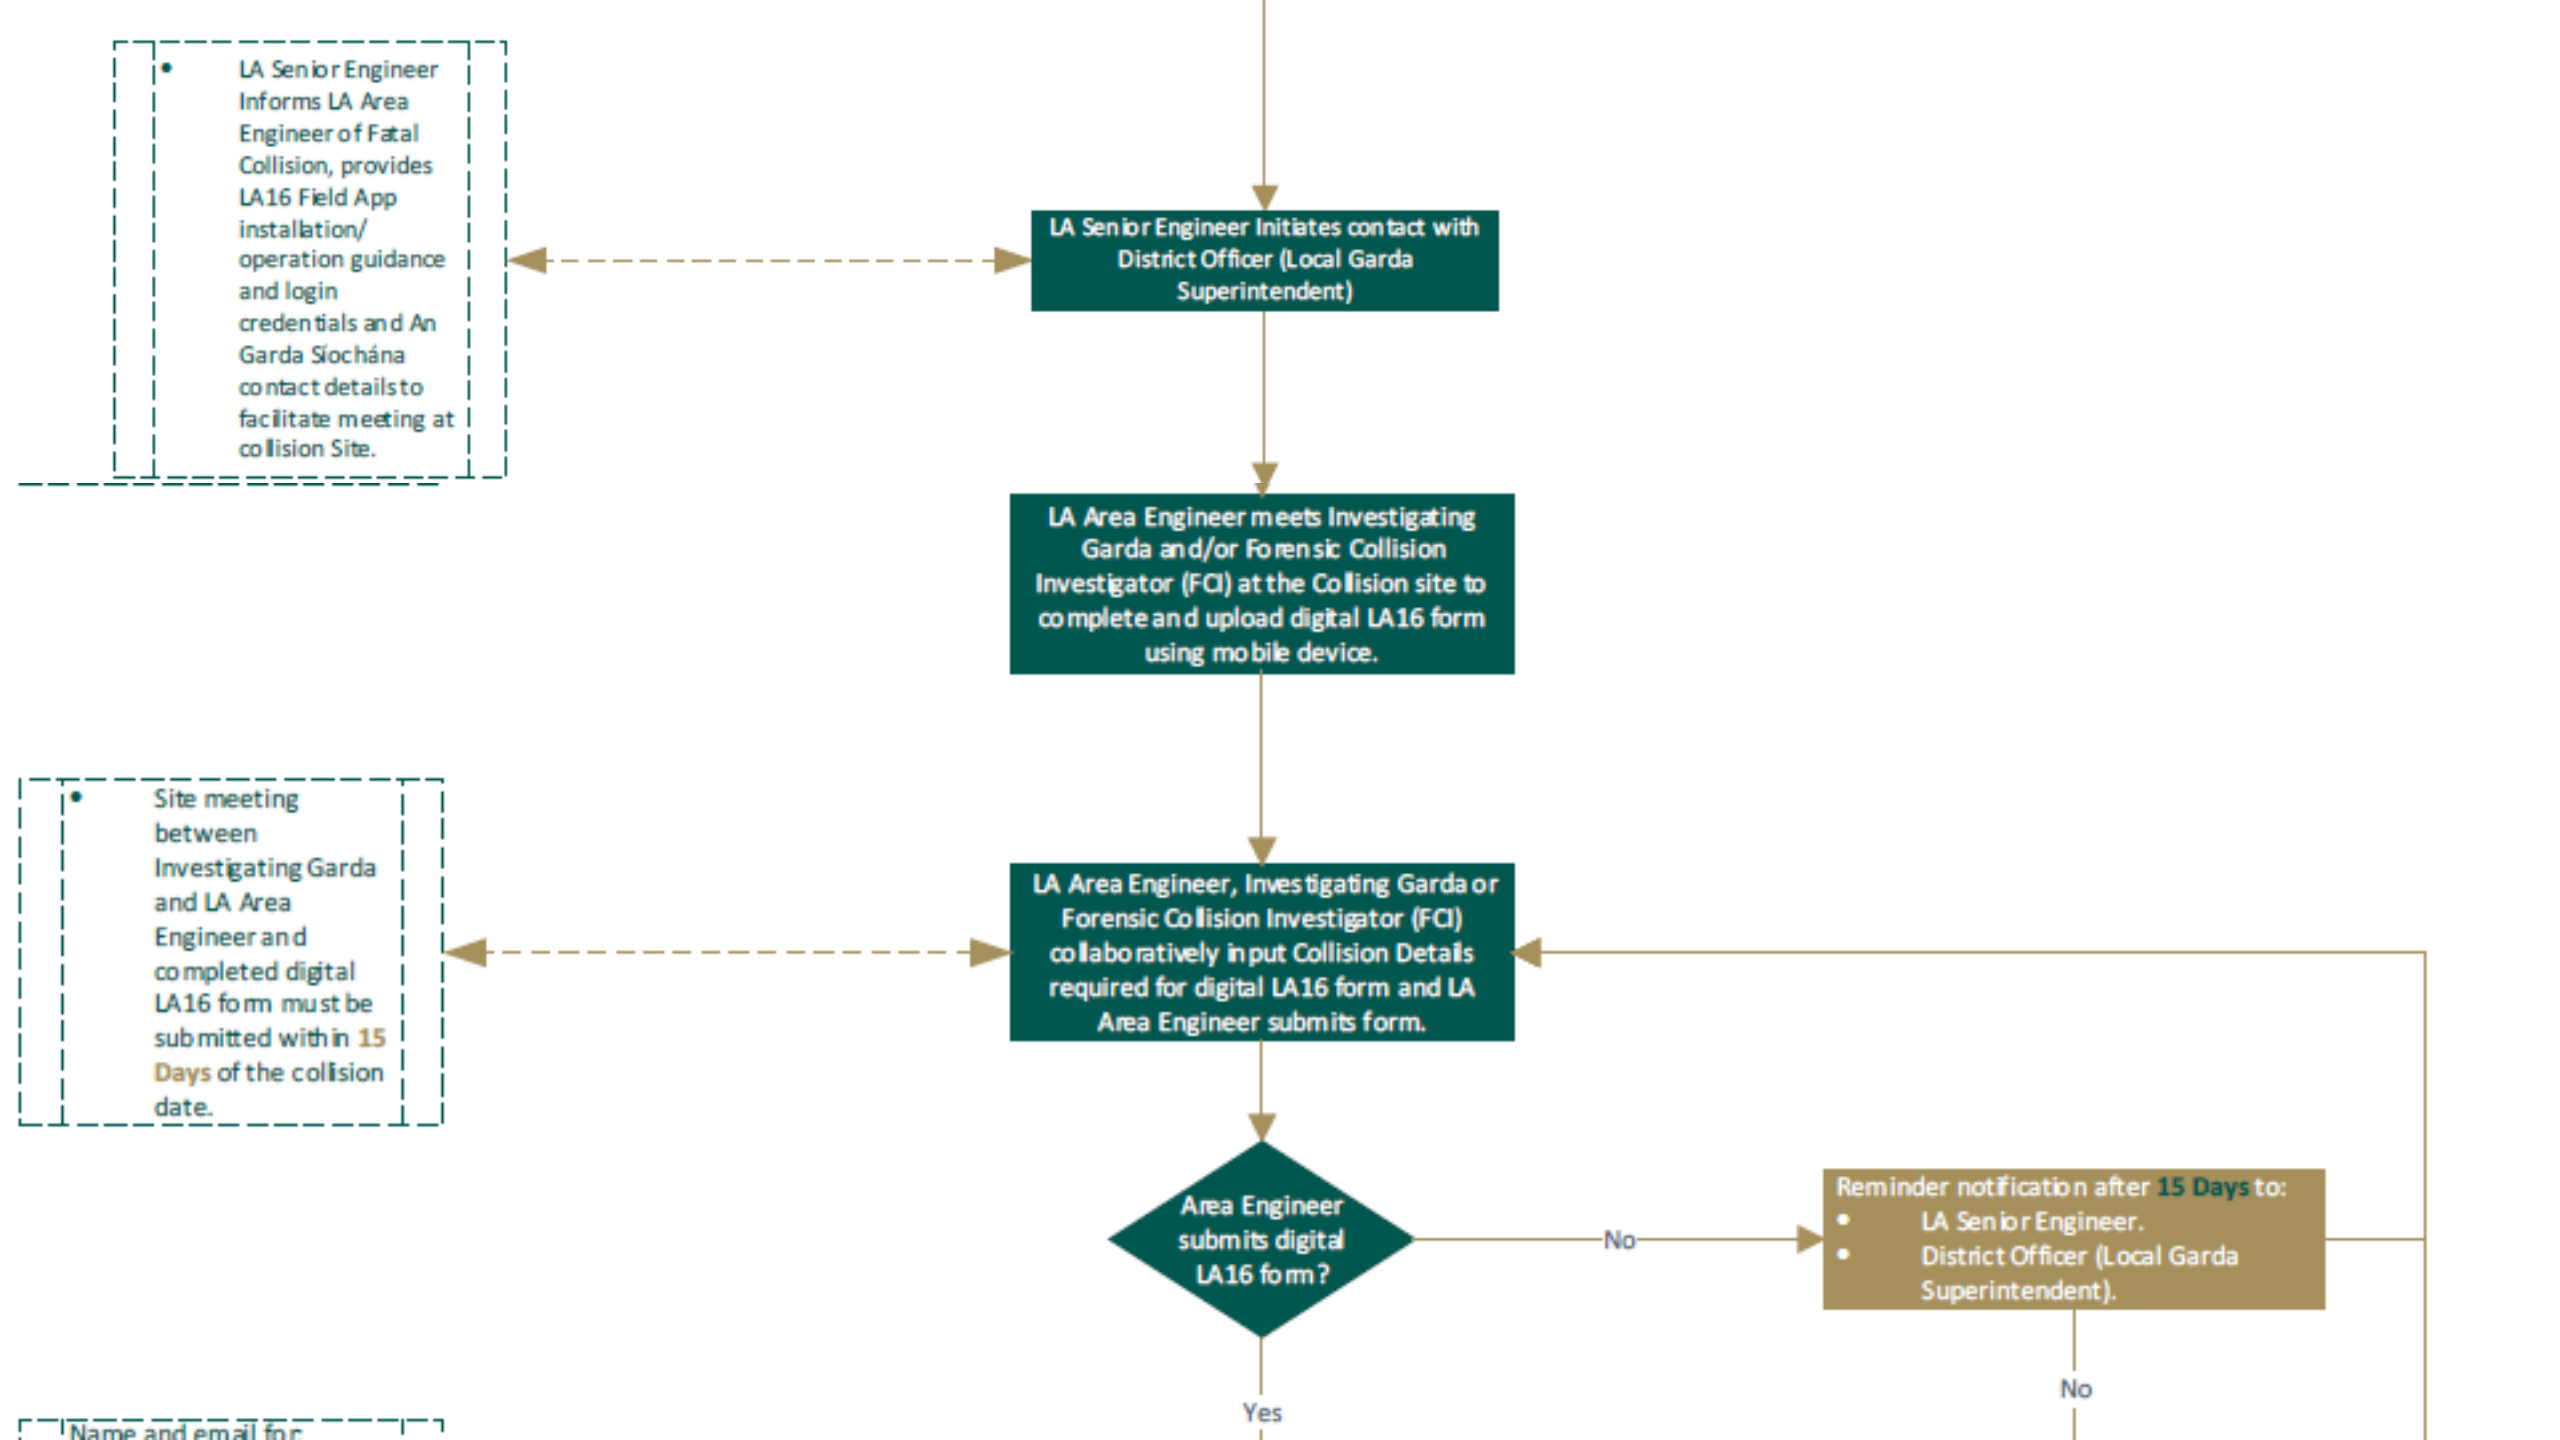 • LA Senior Engineer
Informs LA Area
Engineer of Fatal
Collision, provides
LA16 Field App
installation/
operation guidance
and login
credentials and An
Garda Síochána
contact details to
facilitate meeting at
collision Site.
LA Senior Engineer Initiates contact with
District Officer (Local Garda
Superintendent)
LA Area Engineer meets Investigating
Garda and/or Forensic Collision
Investigator (FCI) at the Collision site to
complete and upload digital LA16 form
using mobile device.
• Site meeting
between
Investigating Garda
and LA Area
Engineer and
completed digital
LA16 form must be
submitted within 15
Days of the collision
date.
LA Area Engineer, Investigating Garda or
Forensic Collision Investigator (FCI)
collaboratively input Collision Details
required for digital LA16 form and LA
Area Engineer submits form.
Area Engineer
submits digital
LA16 form?
No
Reminder notification after 15 Days to:
• LA Senior Engineer.
• District Officer (Local Garda
Superintendent).
No
Yes
Name and email for